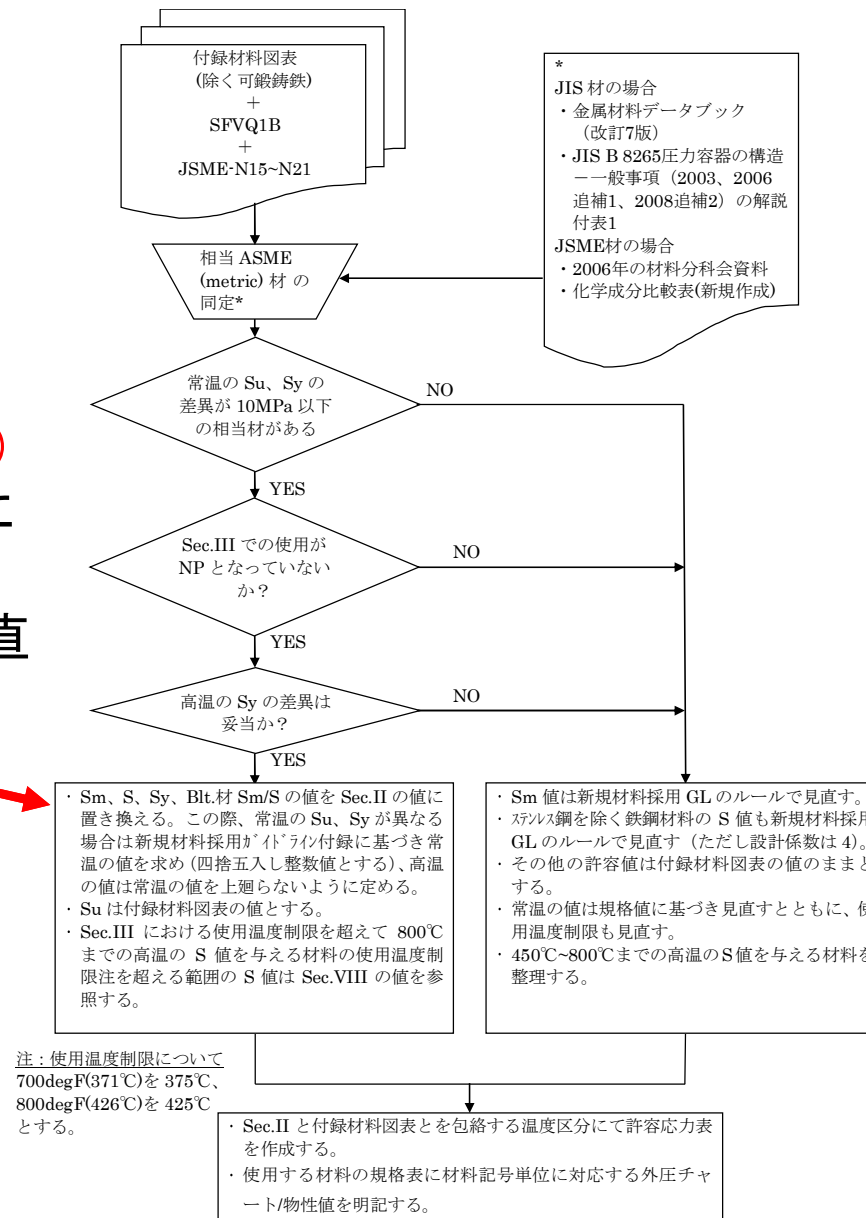 付録材料図表
(除く可鍛鋳鉄)
+
SFVQ1B
+
JSME-N15~N21
*
JIS 材の場合
・金属材料データブック
（改訂7版）
・JIS B 8265圧力容器の構造
－一般事項（2003、2006
追補1、2008追補2）の解説
付表1
JSME材の場合
・2006年の材料分科会資料
・化学成分比較表(新規作成)
相当 ASME
(metric) 材 の
同定*
常温の Su、Sy の
差異が 10MPa 以下
の相当材がある
NO
YES
Sec.III での使用が
NP となっていない
か？
NO
YES
高温の Sy の差異は
妥当か？
NO
YES
)
直
・Sm、S、Sy、Blt.材 Sm/S の値を Sec.II の値に
置き換える。この際、常温の Su、Sy が異なる
場合は新規材料採用ｶﾞｲﾄﾞﾗｲﾝ付録に基づき常
温の値を求め(四捨五入し整数値とする)、高温
の値は常温の値を上廻らないように定める。
・Su は付録材料図表の値とする。
・Sec.III における使用温度制限を超えて 800℃
までの高温の S 値を与える材料の使用温度制
限注を超える範囲の S 値は Sec.VIII の値を参
照する。
・Sm 値は新規材料採用 GL のルールで見直す。
・ｽﾃﾝﾚｽ鋼を除く鉄鋼材料の S 値も新規材料採用
GL のルールで見直す（ただし設計係数は 4）。
・その他の許容値は付録材料図表の値のままと
する。
・常温の値は規格値に基づき見直すとともに、使
用温度制限も見直す。
・450℃~800℃までの高温のS値を与える材料を
整理する。
注：使用温度制限について
700degF(371℃)を 375℃、
800degF(426℃)を 425℃
とする。
・Sec.II と付録材料図表とを包絡する温度区分にて許容応力表
を作成する。
・使用する材料の規格表に材料記号単位に対応する外圧チャ
ート/物性値を明記する。